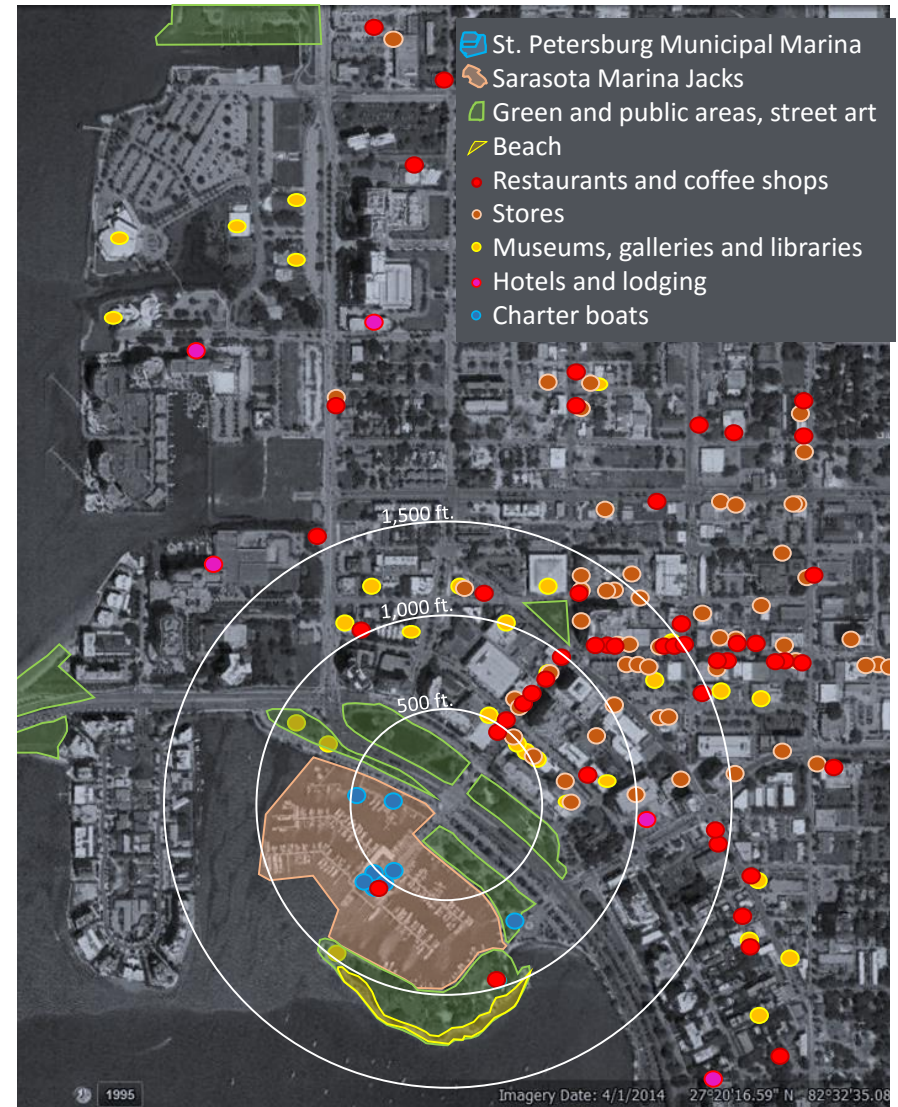 St. Petersburg Municipal Marina
Sarasota Marina Jacks
Green and public areas, street art
Beach
Restaurants and coffee shops
Stores
Museums, galleries and libraries
Hotels and lodging
Charter boats
1,500 ft.
1,000 ft.
500 ft.
1995
Imagery Date: 4/1/2014 27°20'16.59" N 82°32'35.08